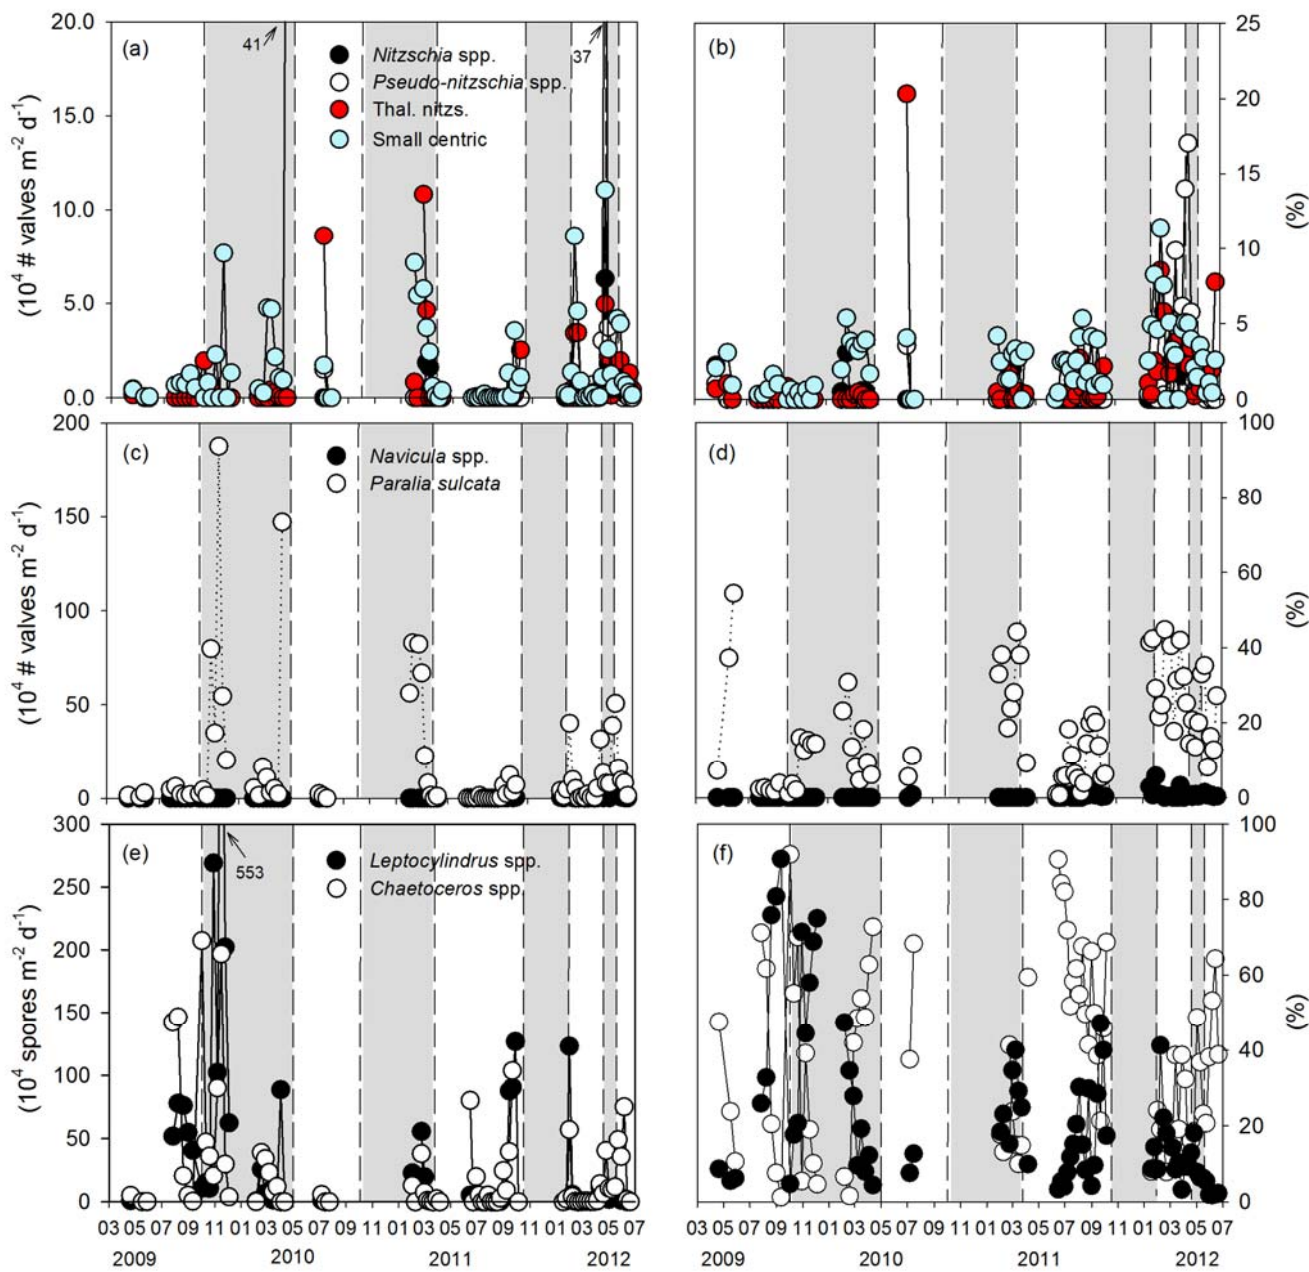 (a)
41
37
Nitzschia spp.
Pseudo-nitzschia spp.
Thal. nitzs.
Small centric
20.0
15.0
10.0
5.0
0.0
(10⁴ # valves m⁻² d⁻¹)
(b)
25
20
15
10
5
0
(%)
(c)
Navicula spp.
Paralia sulcata
200
150
100
50
0
(10⁴ # valves m⁻² d⁻¹)
(d)
100
80
60
40
20
0
(%)
(e)
553
Leptocylindrus spp.
Chaetoceros spp.
300
250
200
150
100
50
0
(10⁴ spores m⁻² d⁻¹)
(f)
100
80
60
40
20
0
(%)
03 05 07 09 11 01 03 05 07 09 11 01 03 05 07 09 11 01 03 05 07
2009 2010 2011 2012
03 05 07 09 11 01 03 05 07 09 11 01 03 05 07 09 11 01 03 05 07
2009 2010 2011 2012